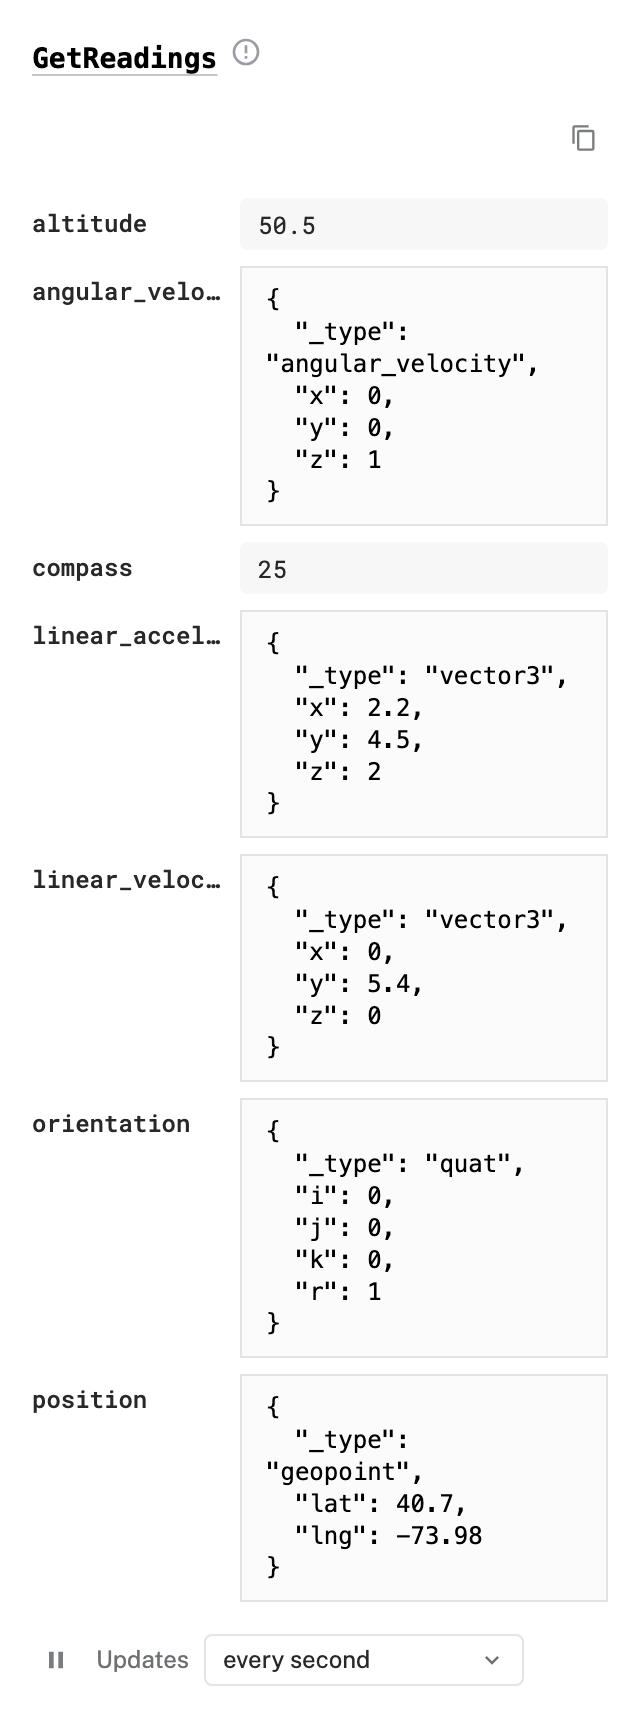 GetReadings
altitude
50.5
angular_velo…
{
"_type":
"angular_velocity",
"x": 0,
"y": 0,
"z": 1
}
compass
25
linear_accel…
{
"_type": "vector3",
"x": 2.2,
"y": 4.5,
"z": 2
}
linear_veloc…
{
"_type": "vector3",
"x": 0,
"y": 5.4,
"z": 0
}
orientation
{
"_type": "quat",
"i": 0,
"j": 0,
"k": 0,
"r": 1
}
position
{
"_type":
"geopoint",
"lat": 40.7,
"lng": -73.98
}
Updates every second